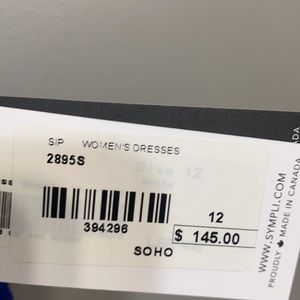 SIP WOMEN'S DRESSES
2895S
Size 12
12
394296
$ 145.00
SOHO
WWW.SYMPLI.COM
PROUDLY MADE IN CANADA